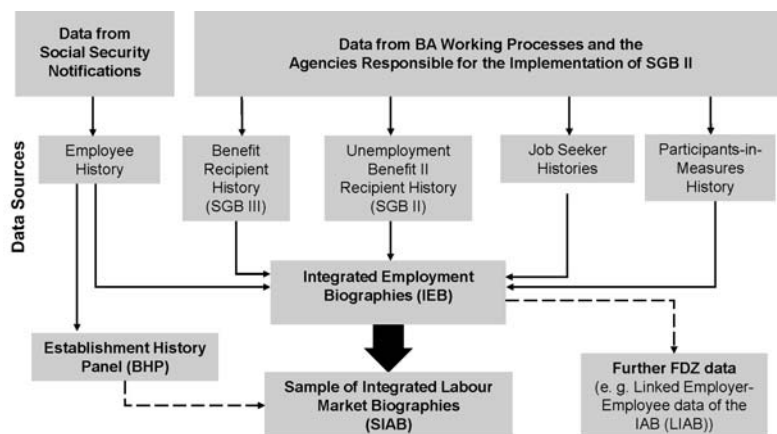 Data from
Social Security
Notifications
Data from BA Working Processes and the
Agencies Responsible for the Implementation of SGB II
Data Sources
Employee
History
Benefit
Recipient
History
(SGB III)
Unemployment
Benefit II
Recipient History
(SGB II)
Job Seeker
Histories
Participants-in-
Measures
History
Integrated Employment
Biographies (IEB)
Establishment History
Panel (BHP)
Sample of Integrated Labour
Market Biographies
(SIAB)
Further FDZ data
(e. g. Linked Employer-
Employee data of the
IAB (LIAB))